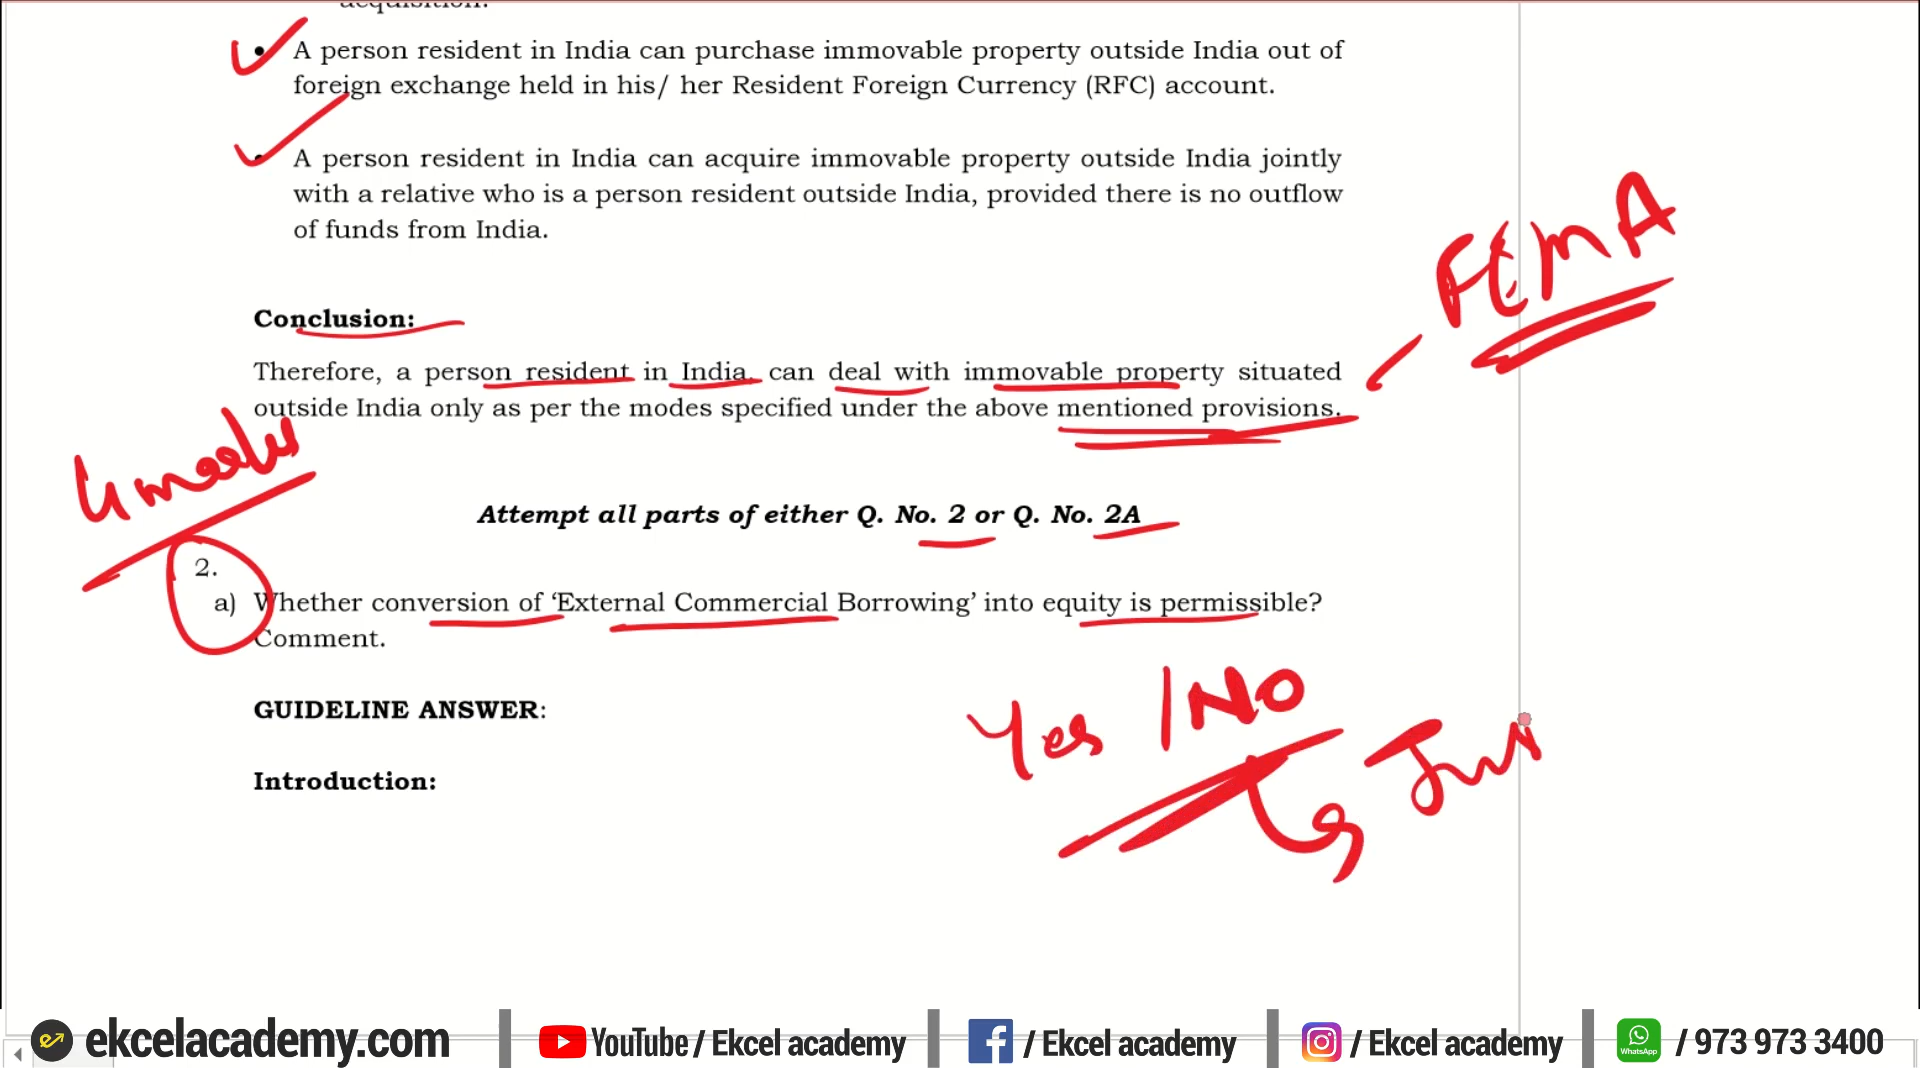 acquisition.
A person resident in India can purchase immovable property outside India out of
foreign exchange held in his/ her Resident Foreign Currency (RFC) account.
A person resident in India can acquire immovable property outside India jointly
with a relative who is a person resident outside India, provided there is no outflow
of funds from India.
FEMA
Conclusion:
Therefore, a person resident in India, can deal with immovable property situated
outside India only as per the modes specified under the above mentioned provisions.
4 marks
Attempt all parts of either Q. No. 2 or Q. No. 2A
2.
a) Whether conversion of ‘External Commercial Borrowing’ into equity is permissible?
Comment.
Yes / No
GUIDELINE ANSWER:
Introduction:
ekcelacademy.com
YouTube / Ekcel academy
/ Ekcel academy
/ Ekcel academy
WhatsApp
/ 973 973 3400